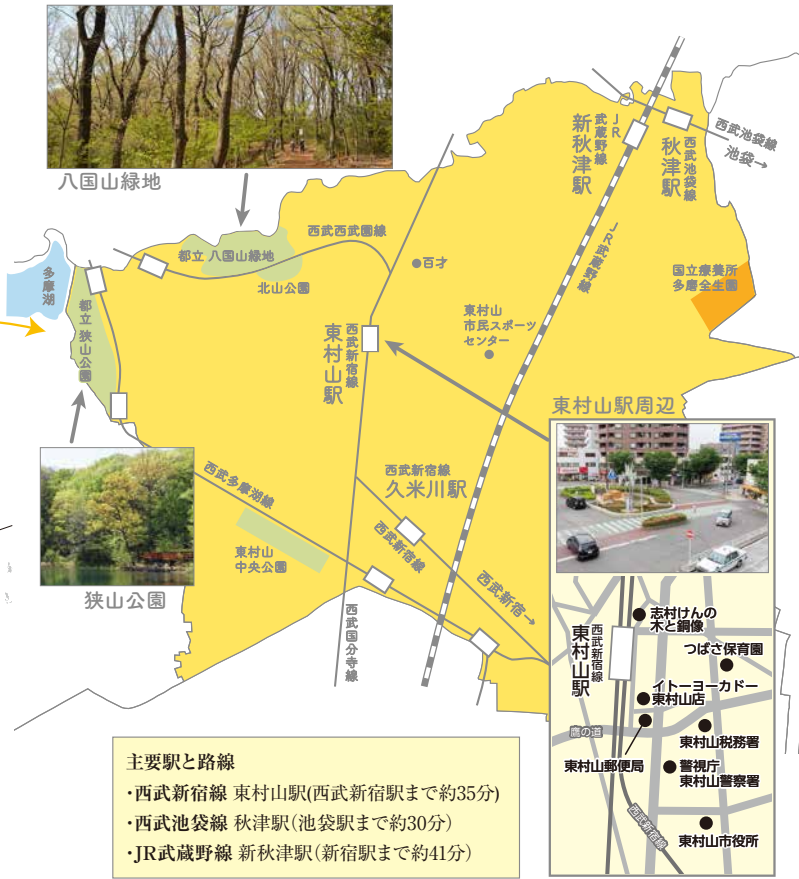 八国山緑地
JR
武蔵野線
新秋津駅
西武池袋線
秋津駅
西武池袋線
池袋→
西武西武園線
都立 八国山緑地
北山公園
百才
JR武蔵野線
国立療養所
多磨全生園
多摩湖
都立 狭山公園
東村山
市民スポーツ
センター
西武新宿線
東村山駅
東村山駅周辺
西武新宿線
久米川駅
西武多摩湖線
西武新宿線
東村山
中央公園
西武新宿→
狭山公園
西武国分寺線
志村けんの
木と銅像
西武新宿線
東村山駅
つばさ保育園
イトーヨーカドー
東村山店
鷹の道
東村山税務署
東村山郵便局
警視庁
東村山警察署
西武新宿線
東村山市役所
主要駅と路線
・西武新宿線 東村山駅(西武新宿駅まで約35分)
・西武池袋線 秋津駅(池袋駅まで約30分)
・JR武蔵野線 新秋津駅(新宿駅まで約41分)